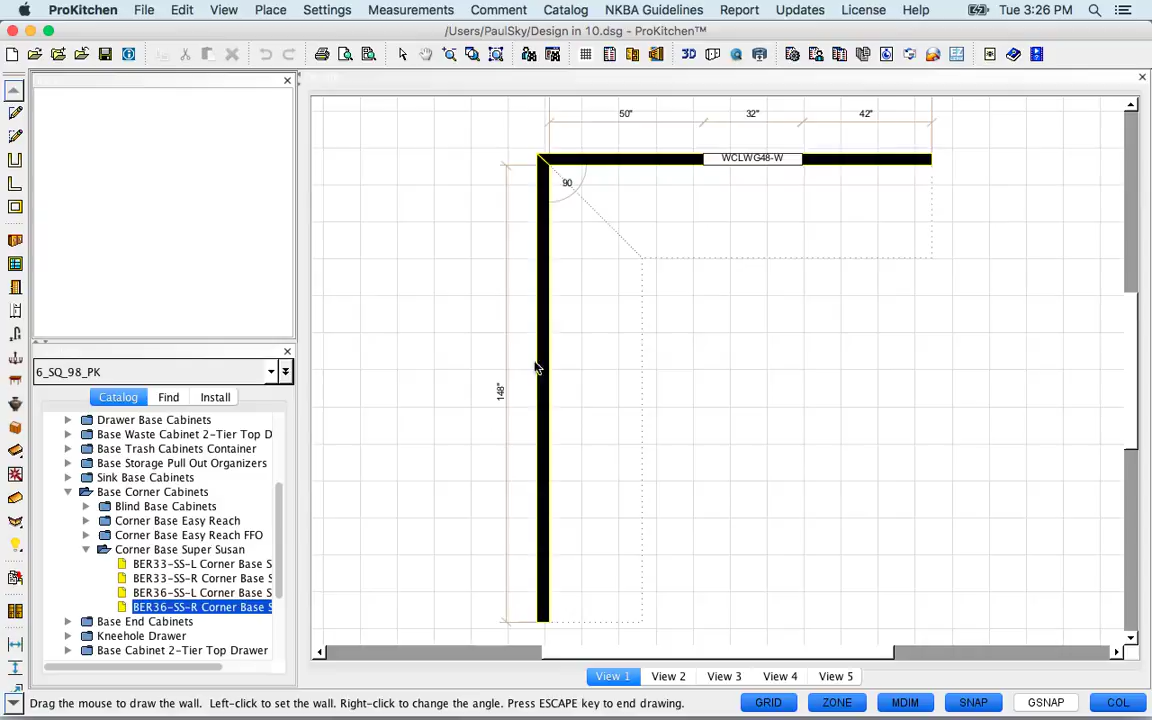 ProKitchen File Edit View Place Settings Measurements Comment Catalog NKBA Guidelines Report Updates License Help Tue 3:26 PM
/Users/PaulSky/Design in 10.dsg - ProKitchen™
3D
50" 32" 42"
WCLWG48-W
90
148"
6_SQ_98_PK
Catalog Find Install
Drawer Base Cabinets
Base Waste Cabinet 2-Tier Top D
Base Trash Cabinets Container
Base Storage Pull Out Organizers
Sink Base Cabinets
Base Corner Cabinets
Blind Base Cabinets
Corner Base Easy Reach
Corner Base Easy Reach FFO
Corner Base Super Susan
BER33-SS-L Corner Base S
BER33-SS-R Corner Base S
BER36-SS-L Corner Base S
BER36-SS-R Corner Base S
Base End Cabinets
Kneehole Drawer
Base Cabinet 2-Tier Top Drawer
View 1 View 2 View 3 View 4 View 5
Drag the mouse to draw the wall. Left-click to set the wall. Right-click to change the angle. Press ESCAPE key to end drawing.
GRID ZONE MDIM SNAP GSNAP COL